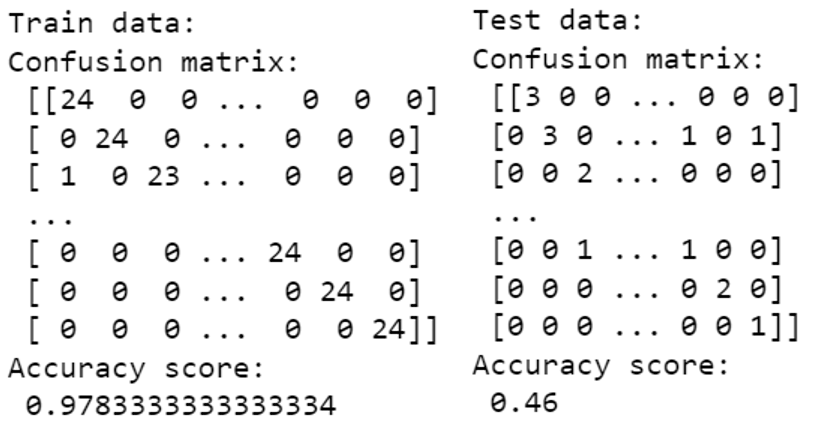 Train data:
Confusion matrix:
[[24 0 0 ... 0 0 0]
[ 0 24 0 ... 0 0 0]
[ 1 0 23 ... 0 0 0]
...
[ 0 0 0 ... 24 0 0]
[ 0 0 0 ... 0 24 0]
[ 0 0 0 ... 0 0 24]]
Accuracy score:
0.9783333333333334
Test data:
Confusion matrix:
[[3 0 0 ... 0 0 0]
[0 3 0 ... 1 0 1]
[0 0 2 ... 0 0 0]
...
[0 0 1 ... 1 0 0]
[0 0 0 ... 0 2 0]
[0 0 0 ... 0 0 1]]
Accuracy score:
0.46